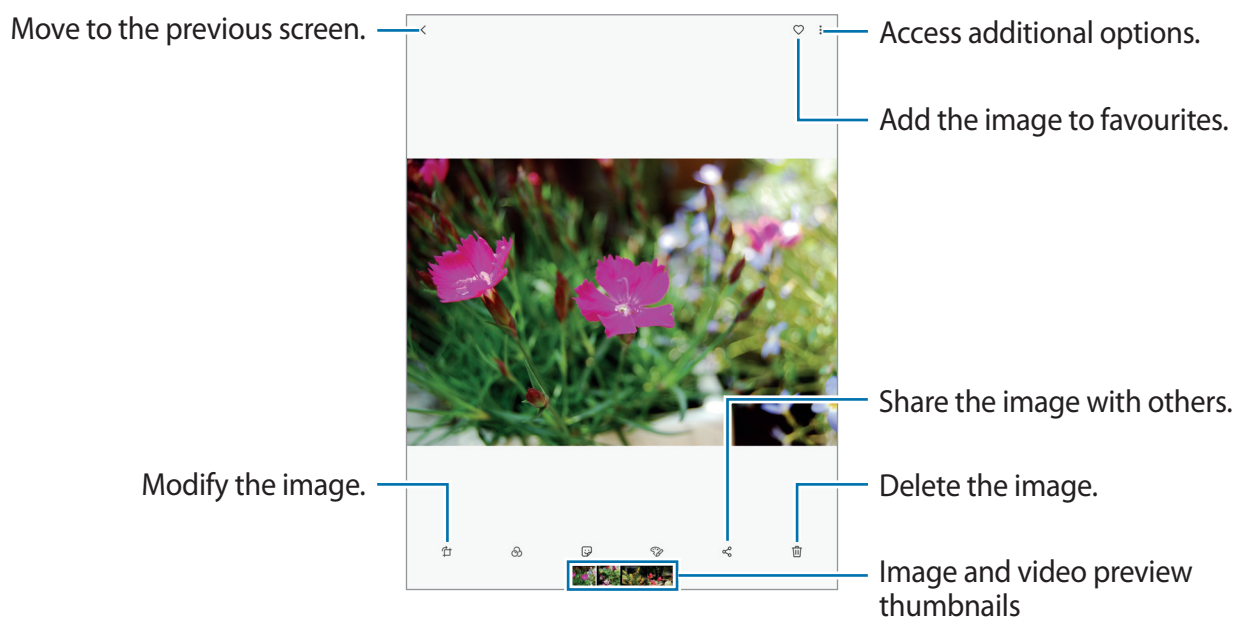 Move to the previous screen.
Access additional options.
Add the image to favourites.
Share the image with others.
Modify the image.
Delete the image.
Image and video preview
thumbnails